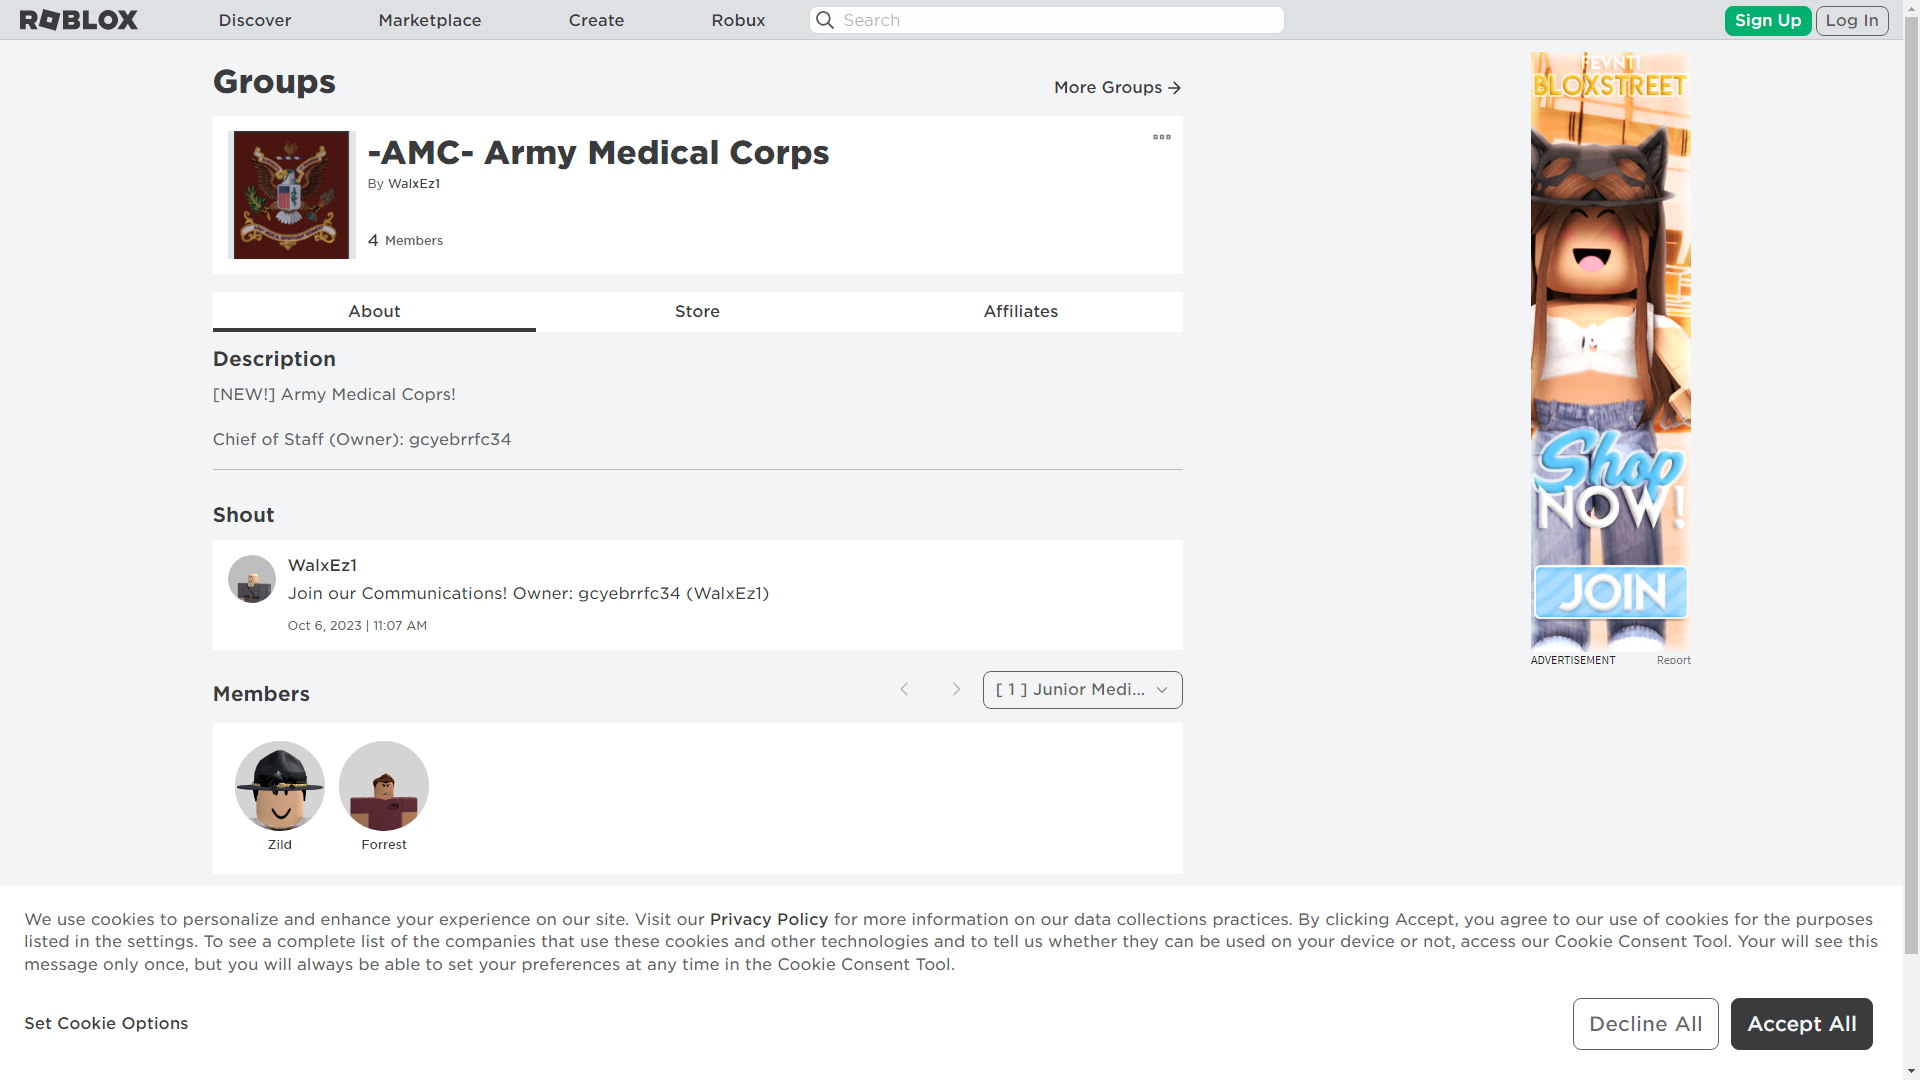 ROBLOX
Discover
Marketplace
Create
Robux
Search
Sign Up
Log In
Groups
More Groups
-AMC- Army Medical Corps
By WalxEz1
4 Members
About
Store
Affiliates
Description
[NEW!] Army Medical Coprs!
Chief of Staff (Owner): gcyebrrfc34
Shout
WalxEz1
Join our Communications! Owner: gcyebrrfc34 (WalxEz1)
Oct 6, 2023 | 11:07 AM
Members
[ 1 ] Junior Medi...
Zild
Forrest
FEVNTI
BLOXSTREET
Shop
NOW!
JOIN
ADVERTISEMENT
Report
We use cookies to personalize and enhance your experience on our site. Visit our Privacy Policy for more information on our data collections practices. By clicking Accept, you agree to our use of cookies for the purposes
listed in the settings. To see a complete list of the companies that use these cookies and other technologies and to tell us whether they can be used on your device or not, access our Cookie Consent Tool. Your will see this
message only once, but you will always be able to set your preferences at any time in the Cookie Consent Tool.
Set Cookie Options
Decline All
Accept All